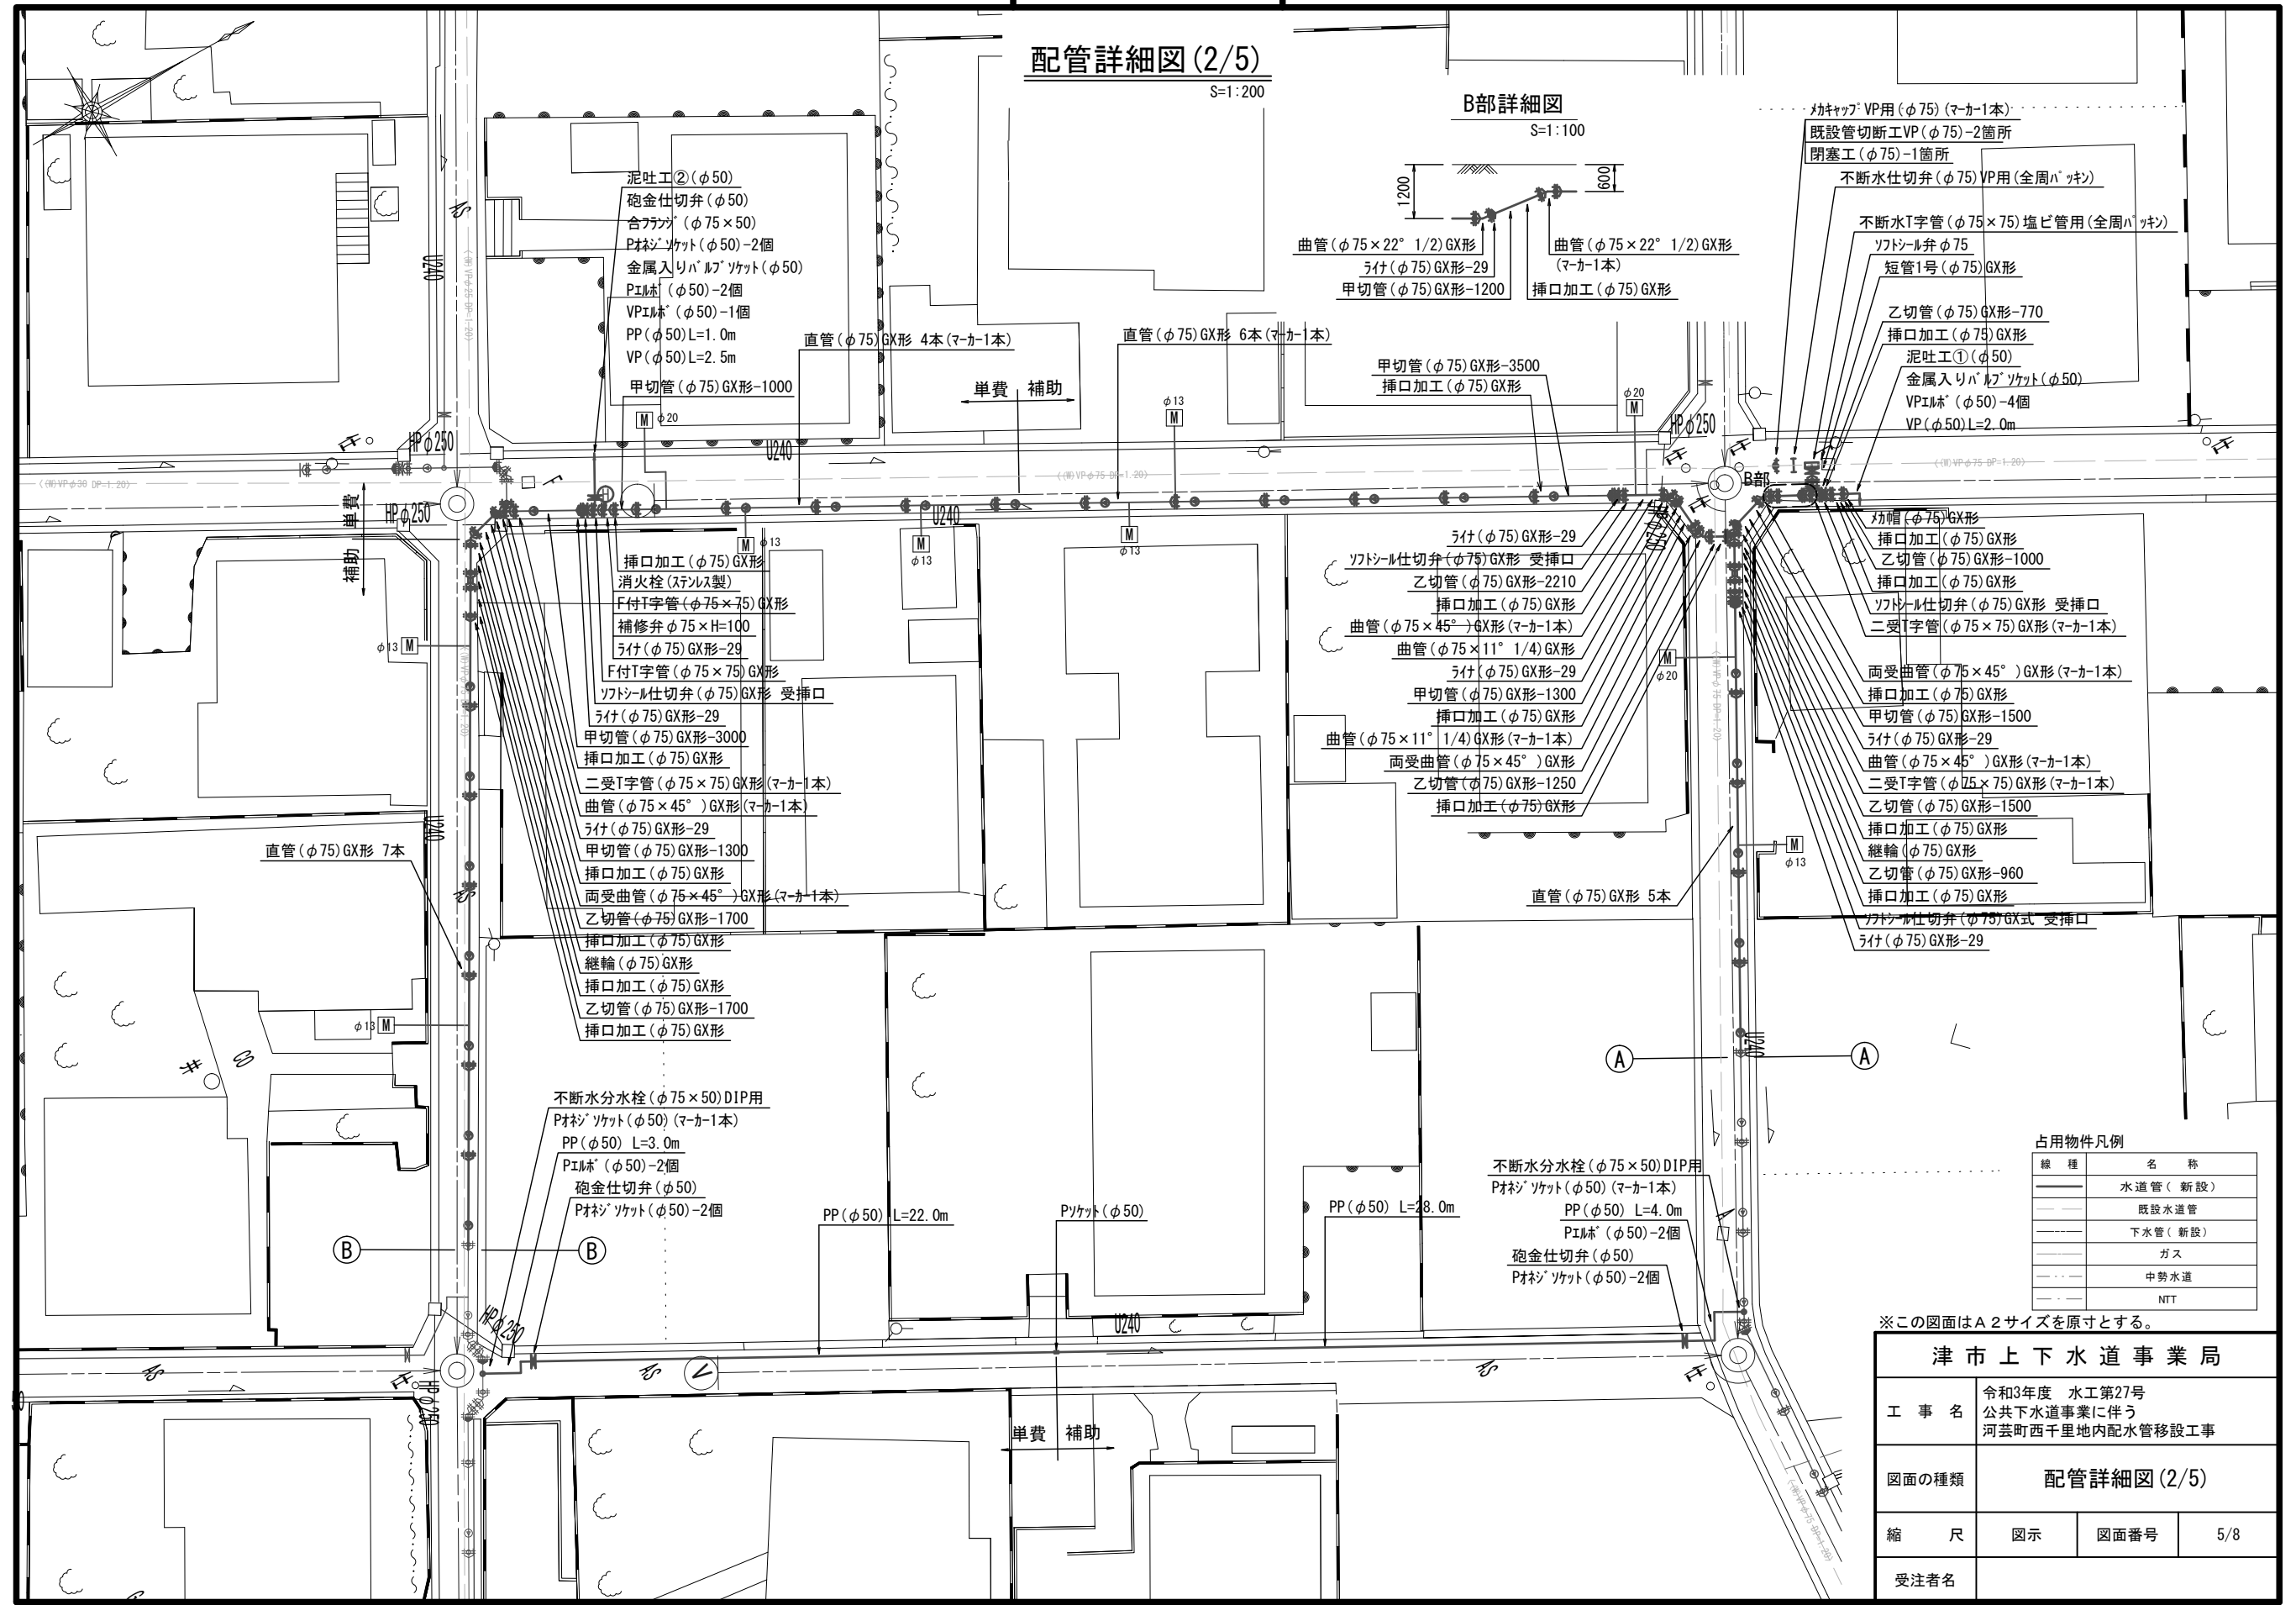 配管詳細図(2/5)
S=1:200
B部詳細図
S=1:100
1200
600
曲管(φ75×22° 1/2)GX形
ﾗｲﾅ(φ75)GX形-29
甲切管(φ75)GX形-1200
曲管(φ75×22° 1/2)GX形
(ﾏｰｶｰ1本)
挿口加工(φ75)GX形
ﾒｶｷｬｯﾌﾟVP用(φ75)(ﾏｰｶｰ1本)
既設管切断工VP(φ75)-2箇所
閉塞工(φ75)-1箇所
不断水仕切弁(φ75)VP用(全周ﾊﾟｯｷﾝ)
不断水T字管(φ75×75)塩ビ管用(全周ﾊﾟｯｷﾝ)
ｿﾌﾄｼｰﾙ弁φ75
短管1号(φ75)GX形
乙切管(φ75)GX形-770
挿口加工(φ75)GX形
泥吐工①(φ50)
金属入りﾊﾞﾙﾌﾞｿｹｯﾄ(φ50)
VPｴﾙﾎﾞ(φ50)-4個
VP(φ50)L=2.0m
泥吐工②(φ50)
砲金仕切弁(φ50)
合ﾌﾗﾝｼﾞ(φ75×50)
Pｵﾈｼﾞｿｹｯﾄ(φ50)-2個
金属入りﾊﾞﾙﾌﾞｿｹｯﾄ(φ50)
Pｴﾙﾎﾞ(φ50)-2個
VPｴﾙﾎﾞ(φ50)-1個
PP(φ50)L=1.0m
VP(φ50)L=2.5m
甲切管(φ75)GX形-1000
直管(φ75)GX形 4本(ﾏｰｶｰ1本)
単費 補助
直管(φ75)GX形 6本(ﾏｰｶｰ1本)
甲切管(φ75)GX形-3500
挿口加工(φ75)GX形
M φ20
φ13
M
φ20
M
AS
U240
HPφ250
U240
HPφ250
B部
(㈱)VPφ75 DP=1.20)
(㈱)VPφ75 DP=1.20)
HPφ250
単費
補助
U240
M φ13
M
φ13
M
φ13
挿口加工(φ75)GX形
消火栓(ｽﾃﾝﾚｽ製)
F付T字管(φ75×75)GX形
補修弁φ75×H=100
ﾗｲﾅ(φ75)GX形-29
F付T字管(φ75×75)GX形
ｿﾌﾄｼｰﾙ仕切弁(φ75)GX形 受挿口
ﾗｲﾅ(φ75)GX形-29
甲切管(φ75)GX形-3000
挿口加工(φ75)GX形
二受T字管(φ75×75)GX形(ﾏｰｶｰ1本)
曲管(φ75×45°)GX形(ﾏｰｶｰ1本)
ﾗｲﾅ(φ75)GX形-29
甲切管(φ75)GX形-1300
挿口加工(φ75)GX形
両受曲管(φ75×45°)GX形(ﾏｰｶｰ1本)
乙切管(φ75)GX形-1700
挿口加工(φ75)GX形
継輪(φ75)GX形
挿口加工(φ75)GX形
乙切管(φ75)GX形-1700
挿口加工(φ75)GX形
φ13 M
直管(φ75)GX形 7本
U240
AS
φ13 M
ﾗｲﾅ(φ75)GX形-29
ｿﾌﾄｼｰﾙ仕切弁(φ75)GX形 受挿口
乙切管(φ75)GX形-2210
挿口加工(φ75)GX形
曲管(φ75×45°)GX形(ﾏｰｶｰ1本)
曲管(φ75×11° 1/4)GX形
ﾗｲﾅ(φ75)GX形-29
甲切管(φ75)GX形-1300
挿口加工(φ75)GX形
曲管(φ75×11° 1/4)GX形(ﾏｰｶｰ1本)
両受曲管(φ75×45°)GX形
乙切管(φ75)GX形-1250
挿口加工(φ75)GX形
M
φ20
M
φ13
直管(φ75)GX形 5本
ﾒｶ帽(φ75)GX形
挿口加工(φ75)GX形
乙切管(φ75)GX形-1000
挿口加工(φ75)GX形
ｿﾌﾄｼｰﾙ仕切弁(φ75)GX形 受挿口
二受T字管(φ75×75)GX形(ﾏｰｶｰ1本)
両受曲管(φ75×45°)GX形(ﾏｰｶｰ1本)
挿口加工(φ75)GX形
甲切管(φ75)GX形-1500
ﾗｲﾅ(φ75)GX形-29
曲管(φ75×45°)GX形(ﾏｰｶｰ1本)
二受T字管(φ75×75)GX形(ﾏｰｶｰ1本)
乙切管(φ75)GX形-1500
挿口加工(φ75)GX形
継輪(φ75)GX形
乙切管(φ75)GX形-960
挿口加工(φ75)GX形
ｿﾌﾄｼｰﾙ仕切弁(φ75)GX式 受挿口
ﾗｲﾅ(φ75)GX形-29
U240
A A
B B
不断水分水栓(φ75×50)DIP用
Pｵﾈｼﾞｿｹｯﾄ(φ50)(ﾏｰｶｰ1本)
PP(φ50) L=3.0m
Pｴﾙﾎﾞ(φ50)-2個
砲金仕切弁(φ50)
Pｵﾈｼﾞｿｹｯﾄ(φ50)-2個
PP(φ50) L=22.0m
Pｿｹｯﾄ(φ50)
PP(φ50) L=28.0m
不断水分水栓(φ75×50)DIP用
Pｵﾈｼﾞｿｹｯﾄ(φ50)(ﾏｰｶｰ1本)
PP(φ50) L=4.0m
Pｴﾙﾎﾞ(φ50)-2個
砲金仕切弁(φ50)
Pｵﾈｼﾞｿｹｯﾄ(φ50)-2個
HPφ250
U240
AS
AS
V
AS
HPφ250
単費 補助
占用物件凡例
線 種 名 称
水道管( 新設)
既設水道管
下水管( 新設)
ガス
中勢水道
NTT
※この図面はA2サイズを原寸とする。
津市上下水道事業局
工 事 名
令和3年度 水工第27号
公共下水道事業に伴う
河芸町西千里地内配水管移設工事
図面の種類 配管詳細図(2/5)
縮 尺 図示 図面番号 5/8
受注者名